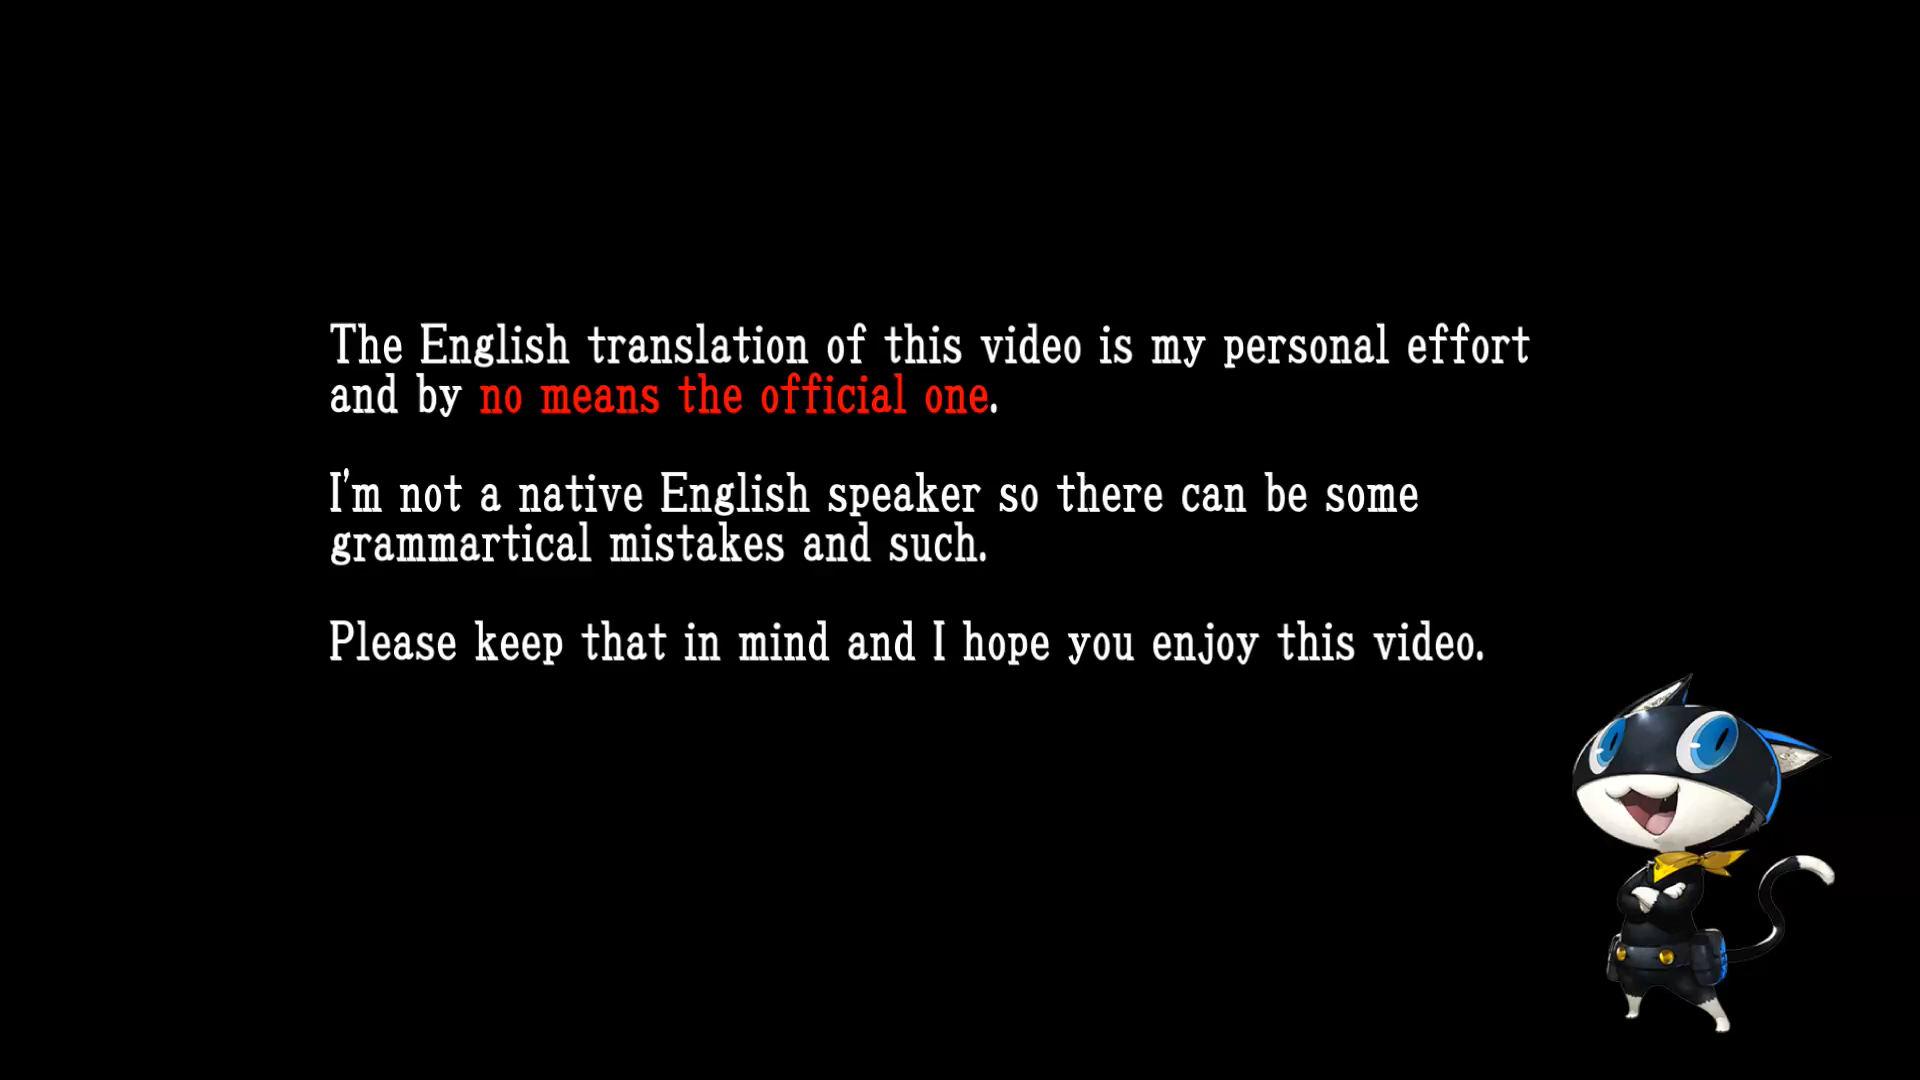 The English translation of this video is my personal effort
and by no means the official one.
I'm not a native English speaker so there can be some
grammartical mistakes and such.
Please keep that in mind and I hope you enjoy this video.